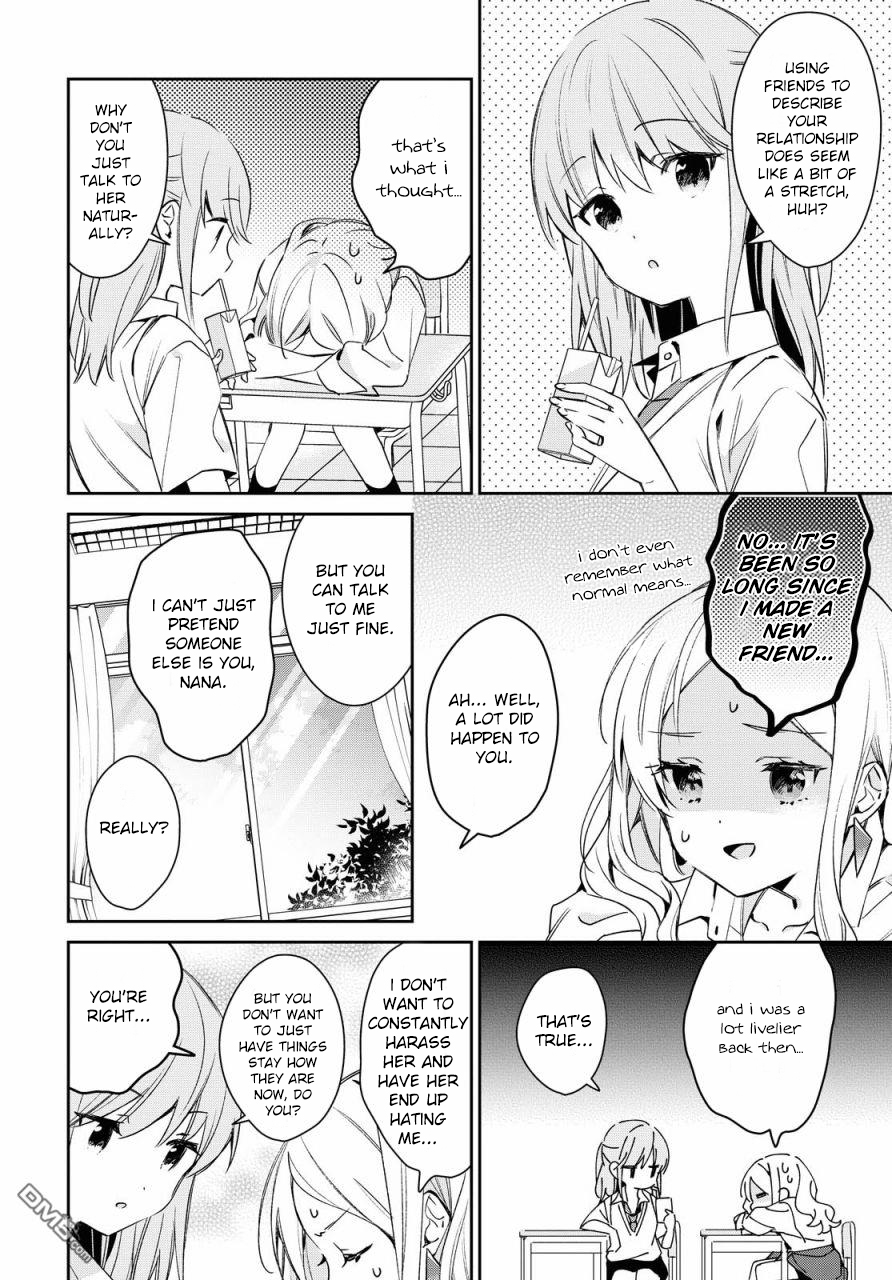 USING
FRIENDS TO
DESCRIBE
YOUR
RELATIONSHIP
DOES SEEM
LIKE A BIT OF
A STRETCH,
HUH?
that's
what i
thought...
WHY
DON'T
YOU
JUST
TALK TO
HER
NATUR-
ALLY?
NO... IT'S
BEEN SO
LONG SINCE
I MADE A
NEW
FRIEND...
i don't even
remember what
normal means...
AH... WELL,
A LOT DID
HAPPEN TO
YOU.
BUT YOU
CAN TALK
TO ME
JUST FINE.
I CAN'T JUST
PRETEND
SOMEONE
ELSE IS YOU,
NANA.
REALLY?
and i was a
lot livelier
back then...
THAT'S
TRUE...
I DON'T
WANT TO
CONSTANTLY
HARASS
HER AND
HAVE HER
END UP
HATING
ME...
BUT YOU
DON'T WANT
TO JUST
HAVE THINGS
STAY HOW
THEY ARE
NOW, DO
YOU?
YOU'RE
RIGHT...
DM5.com